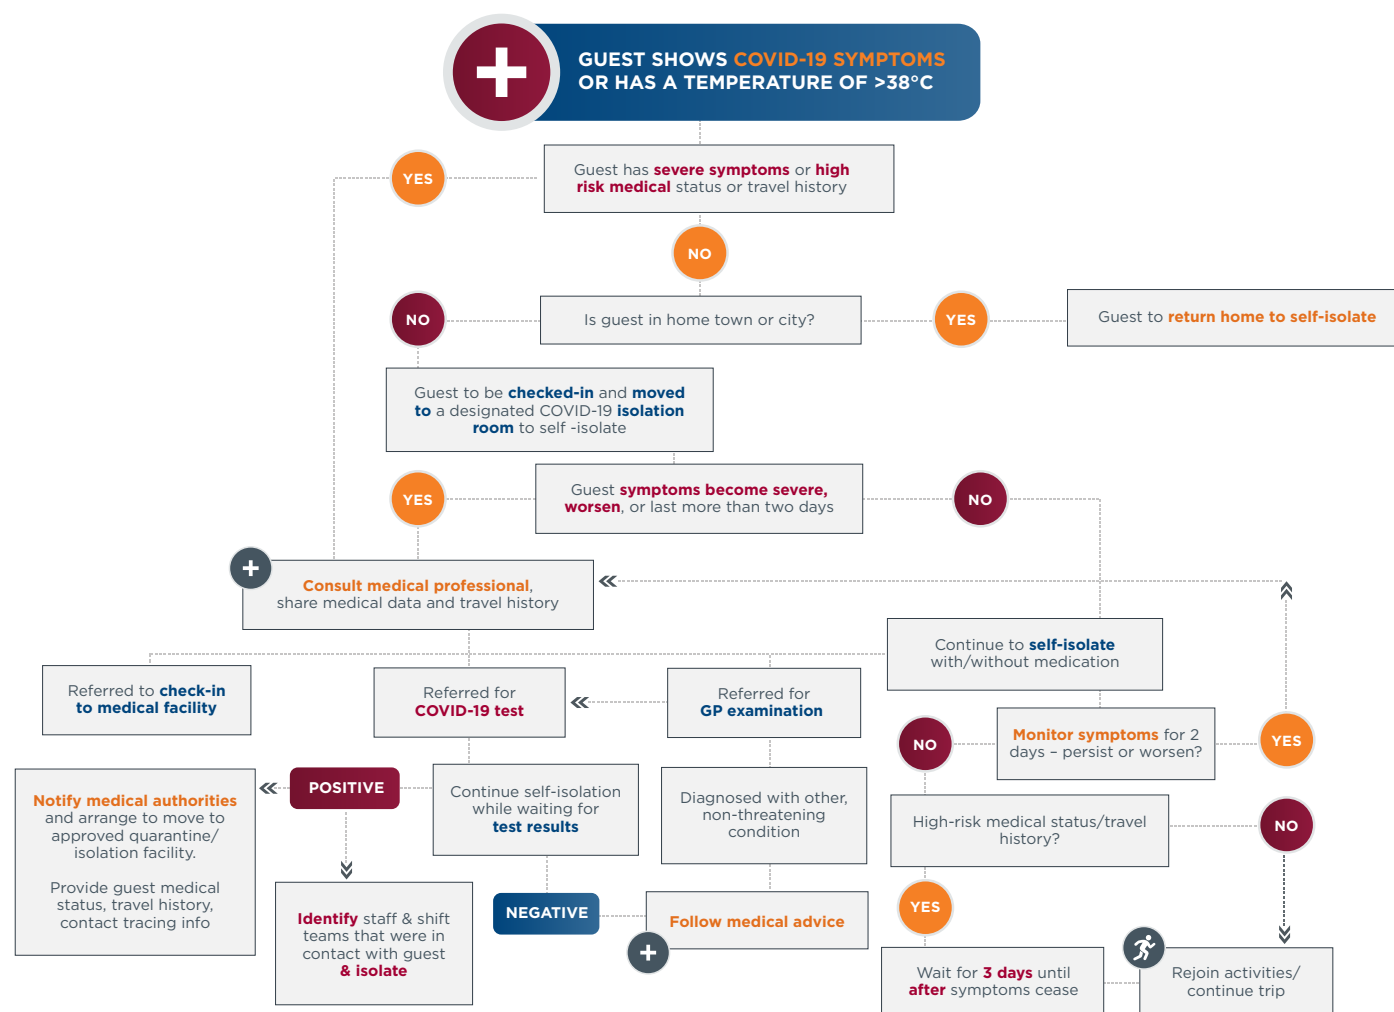 GUEST SHOWS COVID-19 SYMPTOMS
OR HAS A TEMPERATURE OF >38°C
YES
Guest has severe symptoms or high
risk medical status or travel history
NO
NO
Is guest in home town or city?
YES
Guest to return home to self-isolate
Guest to be checked-in and moved
to a designated COVID-19 isolation
room to self -isolate
YES
Guest symptoms become severe,
worsen, or last more than two days
NO
Consult medical professional,
share medical data and travel history
Continue to self-isolate
with/without medication
Referred to check-in
to medical facility
Referred for
COVID-19 test
Referred for
GP examination
NO
Monitor symptoms for 2
days – persist or worsen?
YES
Notify medical authorities
and arrange to move to
approved quarantine/
isolation facility.
Provide guest medical
status, travel history,
contact tracing info
POSITIVE
Continue self-isolation
while waiting for
test results
Diagnosed with other,
non-threatening
condition
High-risk medical status/travel
history?
NO
Identify staff & shift
teams that were in
contact with guest
& isolate
NEGATIVE
Follow medical advice
YES
Wait for 3 days until
after symptoms cease
Rejoin activities/
continue trip